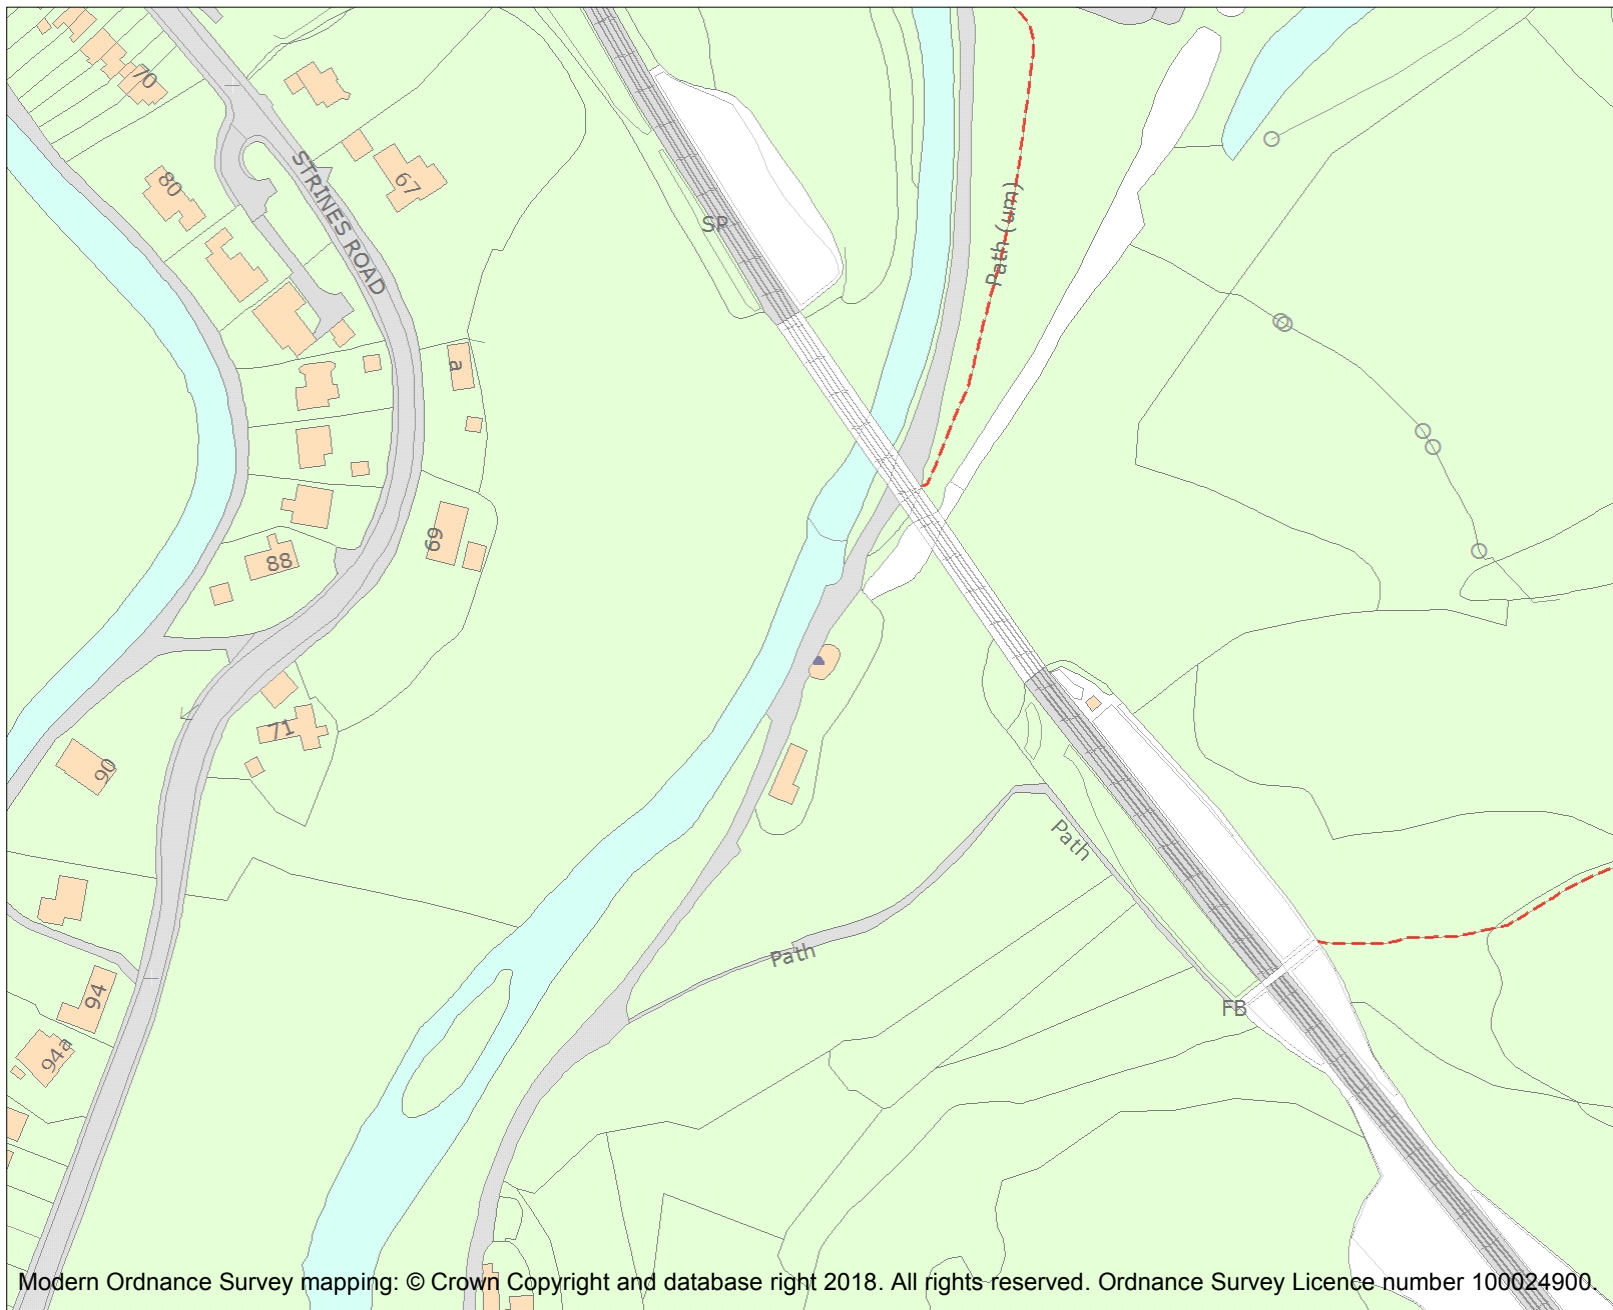 70
80
STRINES ROAD
67
SP
Path (um)
a
69
88
71
90
Path
Path
94
FB
94a
Modern Ordnance Survey mapping: © Crown Copyright and database right 2018. All rights reserved. Ordnance Survey Licence number 100024900.